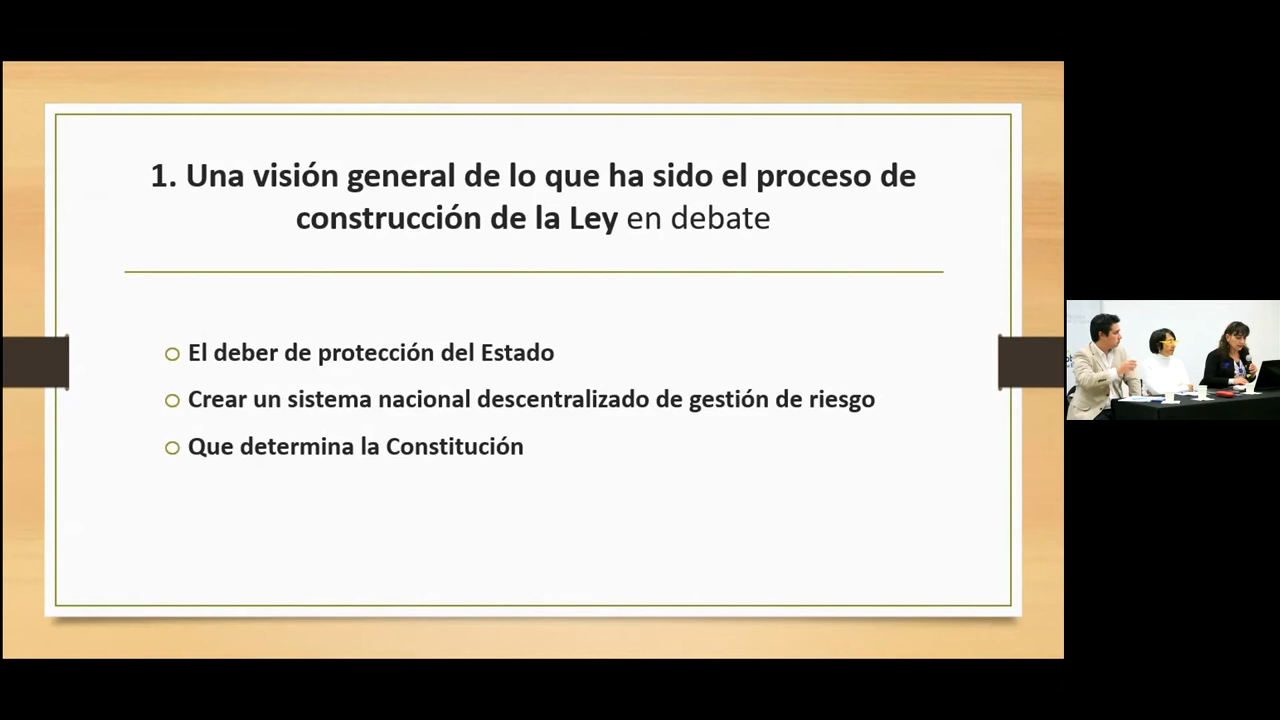 1. Una visión general de lo que ha sido el proceso de
construcción de la Ley en debate
El deber de protección del Estado
Crear un sistema nacional descentralizado de gestión de riesgo
Que determina la Constitución